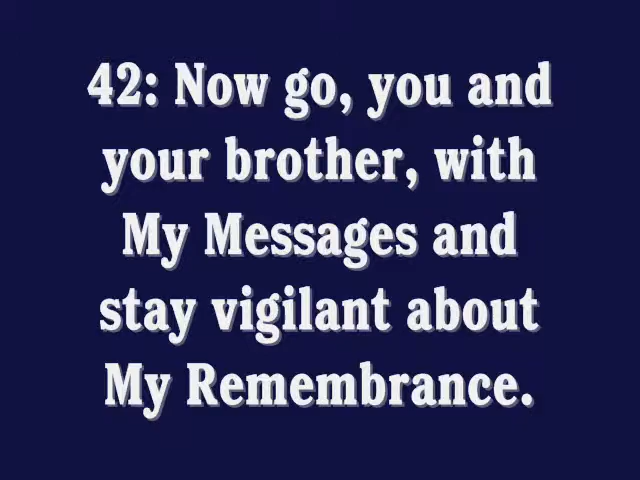 42: Now go, you and
your brother, with
My Messages and
stay vigilant about
My Remembrance.